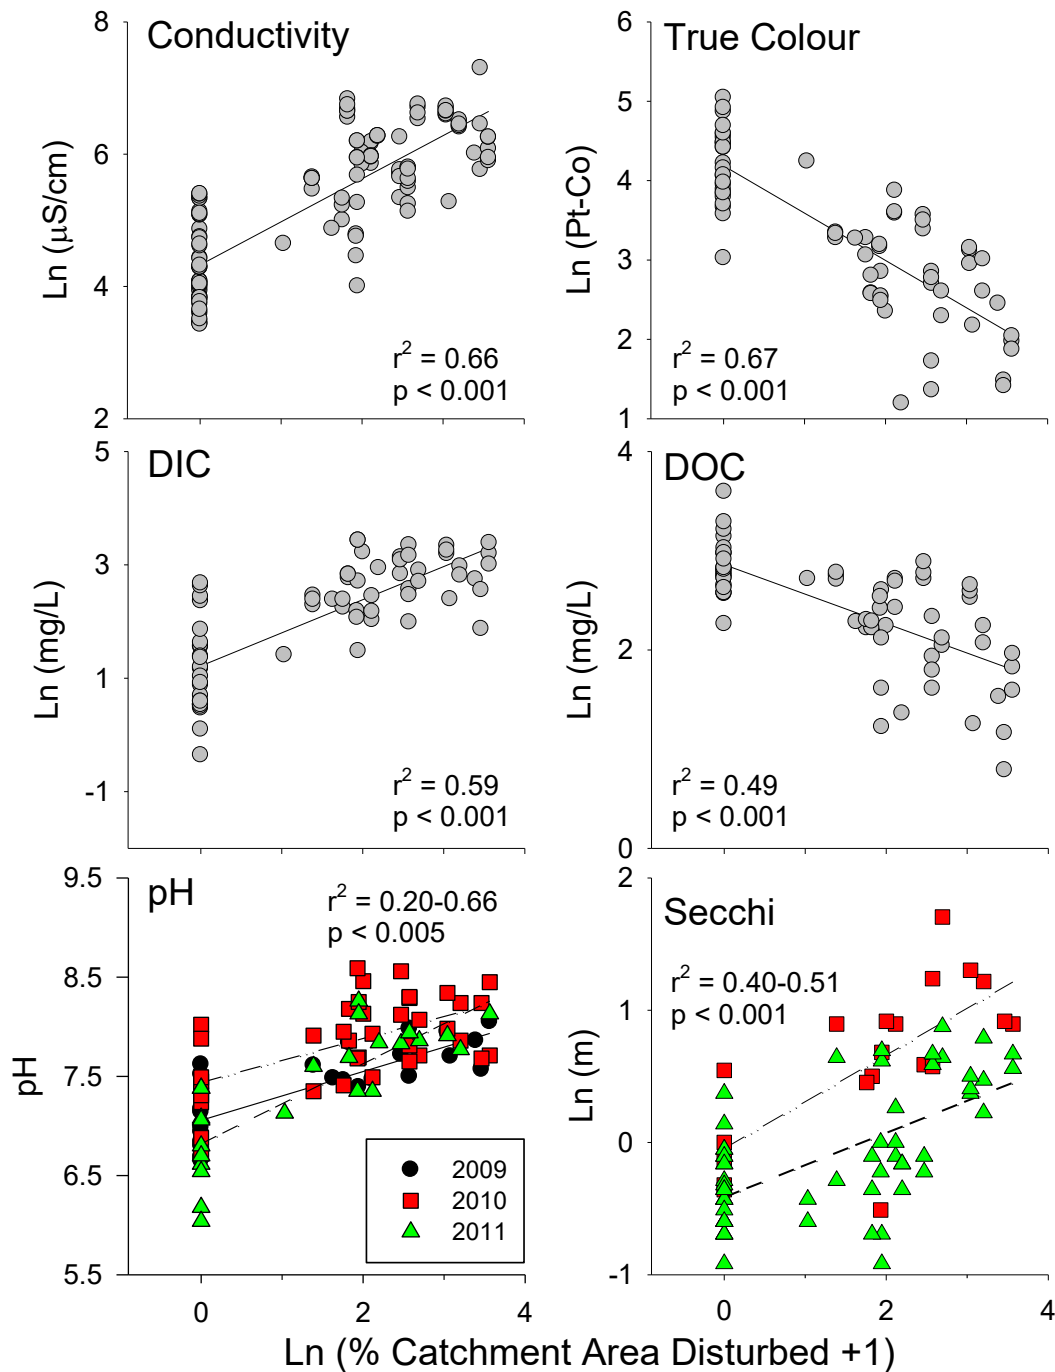 Conductivity
8
6
4
2
Ln (μS/cm)
r² = 0.66
p < 0.001
True Colour
6
5
4
3
2
1
Ln (Pt-Co)
r² = 0.67
p < 0.001
DIC
5
3
1
-1
Ln (mg/L)
r² = 0.59
p < 0.001
DOC
4
2
0
Ln (mg/L)
r² = 0.49
p < 0.001
pH
9.5
8.5
7.5
6.5
5.5
pH
r² = 0.20-0.66
p < 0.005
2009
2010
2011
0 2 4
Secchi
2
1
0
-1
Ln (m)
r² = 0.40-0.51
p < 0.001
0 2 4
Ln (% Catchment Area Disturbed +1)